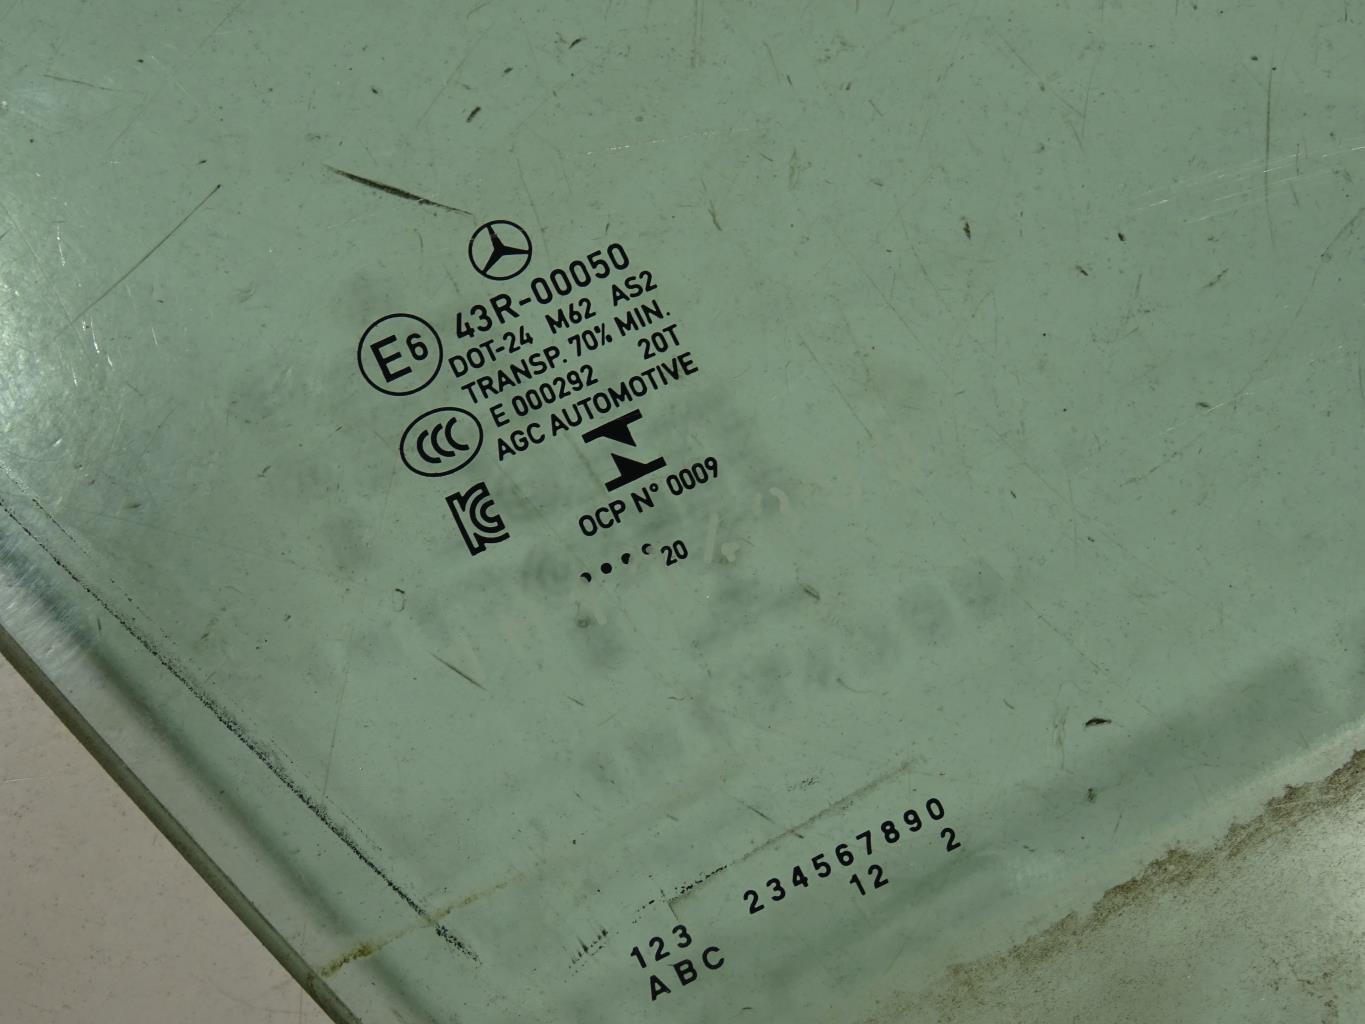 43R-00050
E6
DOT-24 M62 AS2
TRANSP. 70% MIN.
E 000292 20T
AGC AUTOMOTIVE
CCC
KC
OCP N° 0009
20
123 234567890
ABC 12 2